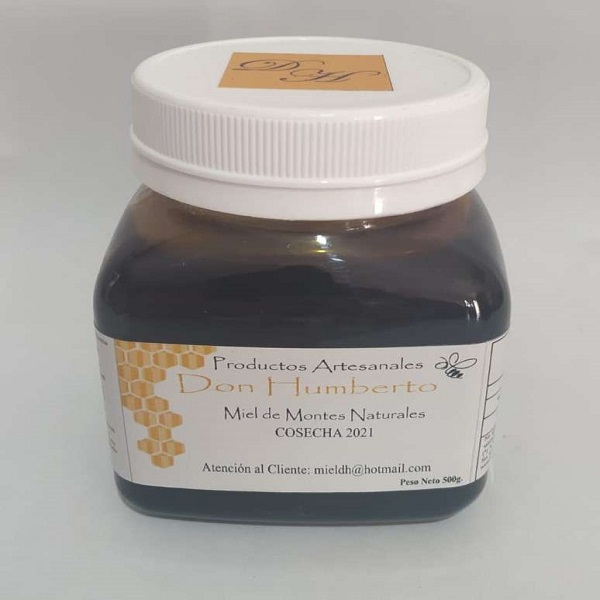 DH
Productos Artesanales
Don Humberto
Miel de Montes Naturales
COSECHA 2021
Atención al Cliente: mieldh@hotmail.com
Peso Neto 500g.